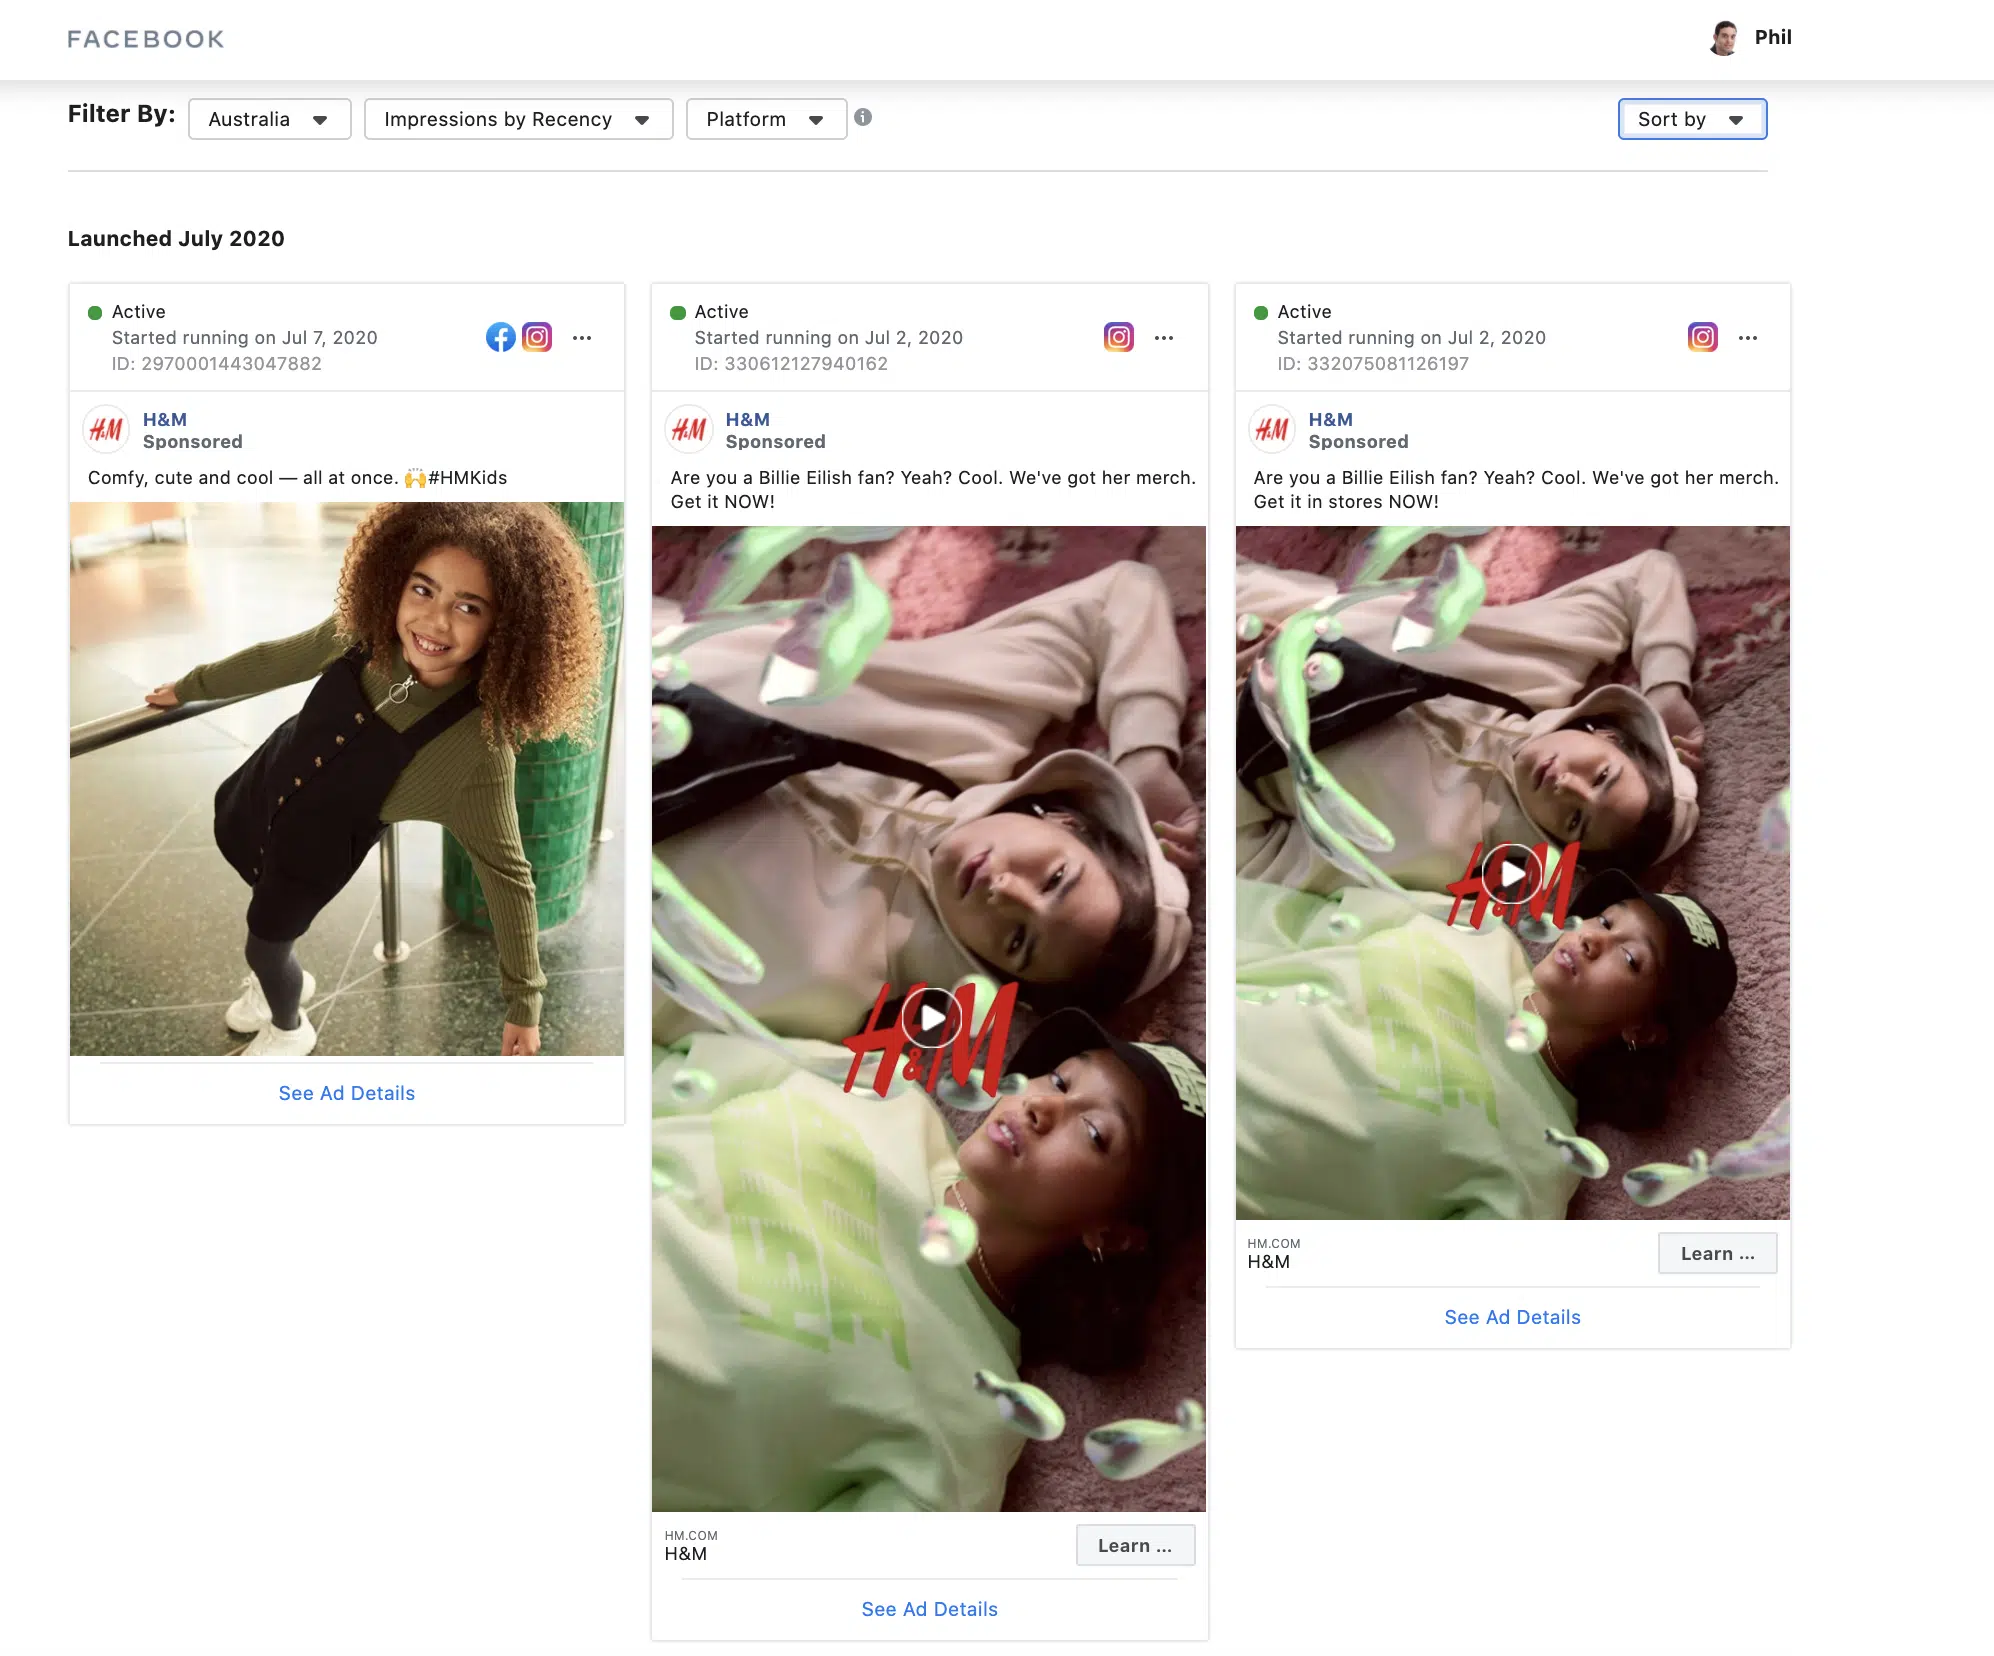 FACEBOOK
Phil
Filter By:
Australia
Impressions by Recency
Platform
Sort by
Launched July 2020
Active
Started running on Jul 7, 2020
ID: 2970001443047882
H&M
H&M
Sponsored
Comfy, cute and cool — all at once. 🙌#HMKids
See Ad Details
Active
Started running on Jul 2, 2020
ID: 330612127940162
H&M
H&M
Sponsored
Are you a Billie Eilish fan? Yeah? Cool. We've got her merch.
Get it NOW!
H&M
HM.COM
H&M
Learn ...
See Ad Details
Active
Started running on Jul 2, 2020
ID: 332075081126197
H&M
H&M
Sponsored
Are you a Billie Eilish fan? Yeah? Cool. We've got her merch.
Get it in stores NOW!
H&M
HM.COM
H&M
Learn ...
See Ad Details